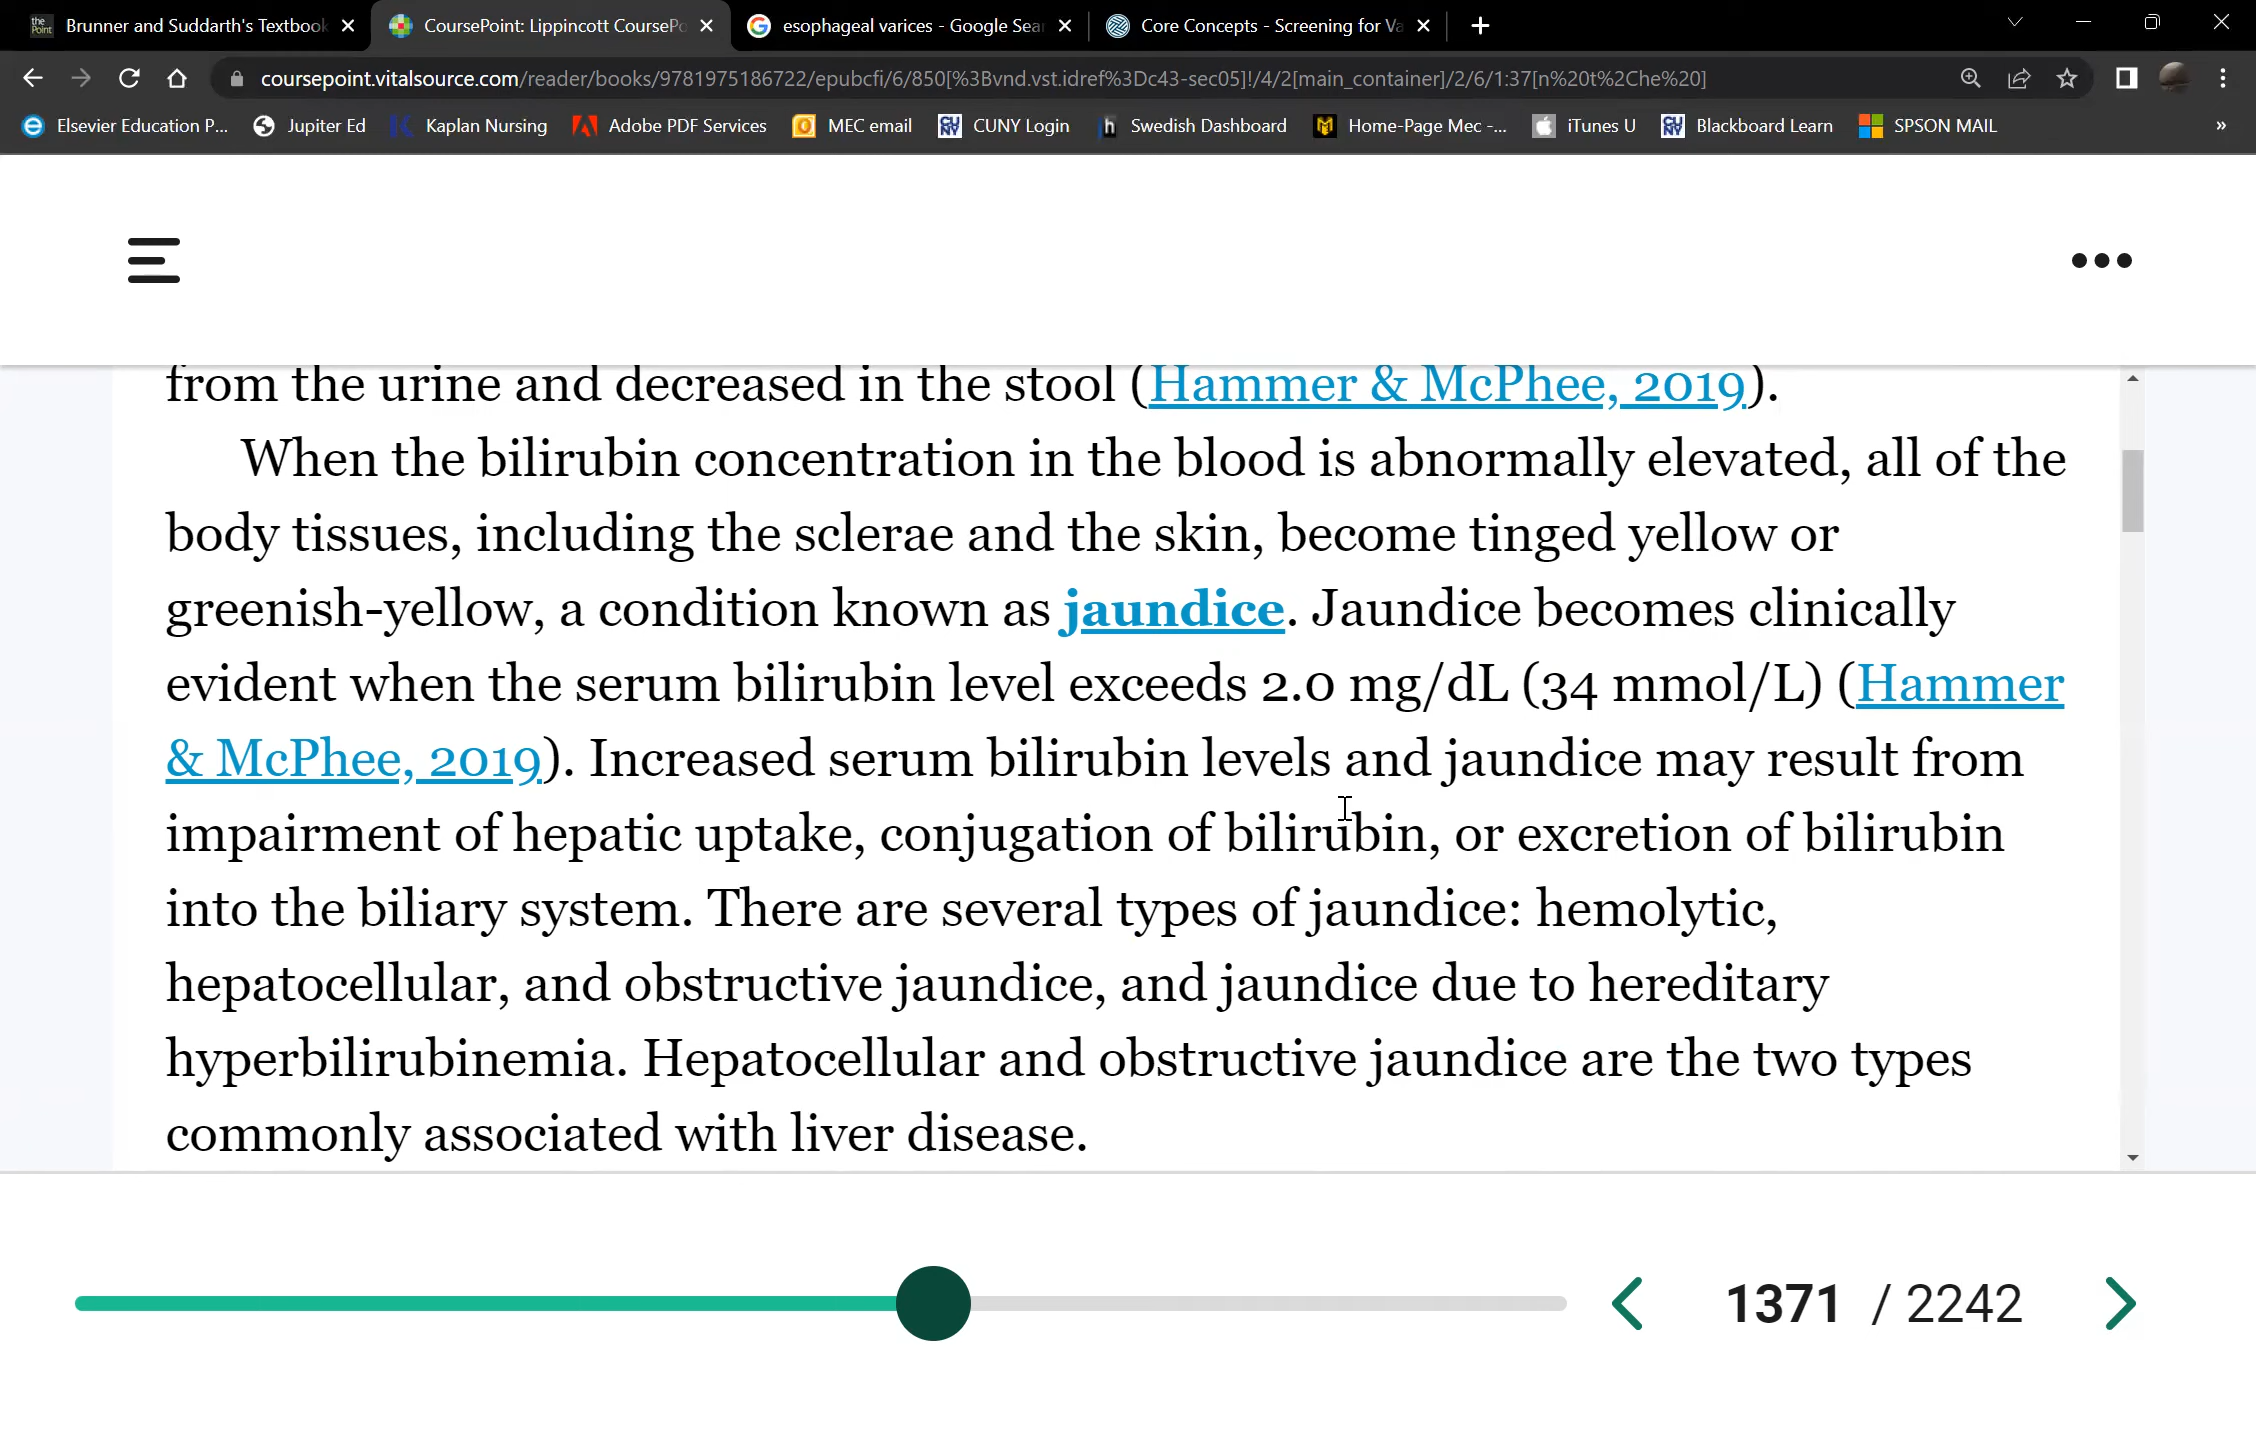 the Point Brunner and Suddarth's Textbook
CoursePoint: Lippincott CoursePo
esophageal varices - Google Sear
Core Concepts - Screening for Va
coursepoint.vitalsource.com/reader/books/9781975186722/epubcfi/6/850[%3Bvnd.vst.idref%3Dc43-sec05]!/4/2[main_container]/2/6/1:37[n%20t%2Che%20]
Elsevier Education P... Jupiter Ed Kaplan Nursing Adobe PDF Services MEC email CUNY Login Swedish Dashboard Home-Page Mec -... iTunes U Blackboard Learn SPSON MAIL »
from the urine and decreased in the stool (Hammer & McPhee, 2019).
When the bilirubin concentration in the blood is abnormally elevated, all of the
body tissues, including the sclerae and the skin, become tinged yellow or
greenish-yellow, a condition known as jaundice. Jaundice becomes clinically
evident when the serum bilirubin level exceeds 2.0 mg/dL (34 mmol/L) (Hammer
& McPhee, 2019). Increased serum bilirubin levels and jaundice may result from
impairment of hepatic uptake, conjugation of bilirubin, or excretion of bilirubin
into the biliary system. There are several types of jaundice: hemolytic,
hepatocellular, and obstructive jaundice, and jaundice due to hereditary
hyperbilirubinemia. Hepatocellular and obstructive jaundice are the two types
commonly associated with liver disease.
1371 / 2242